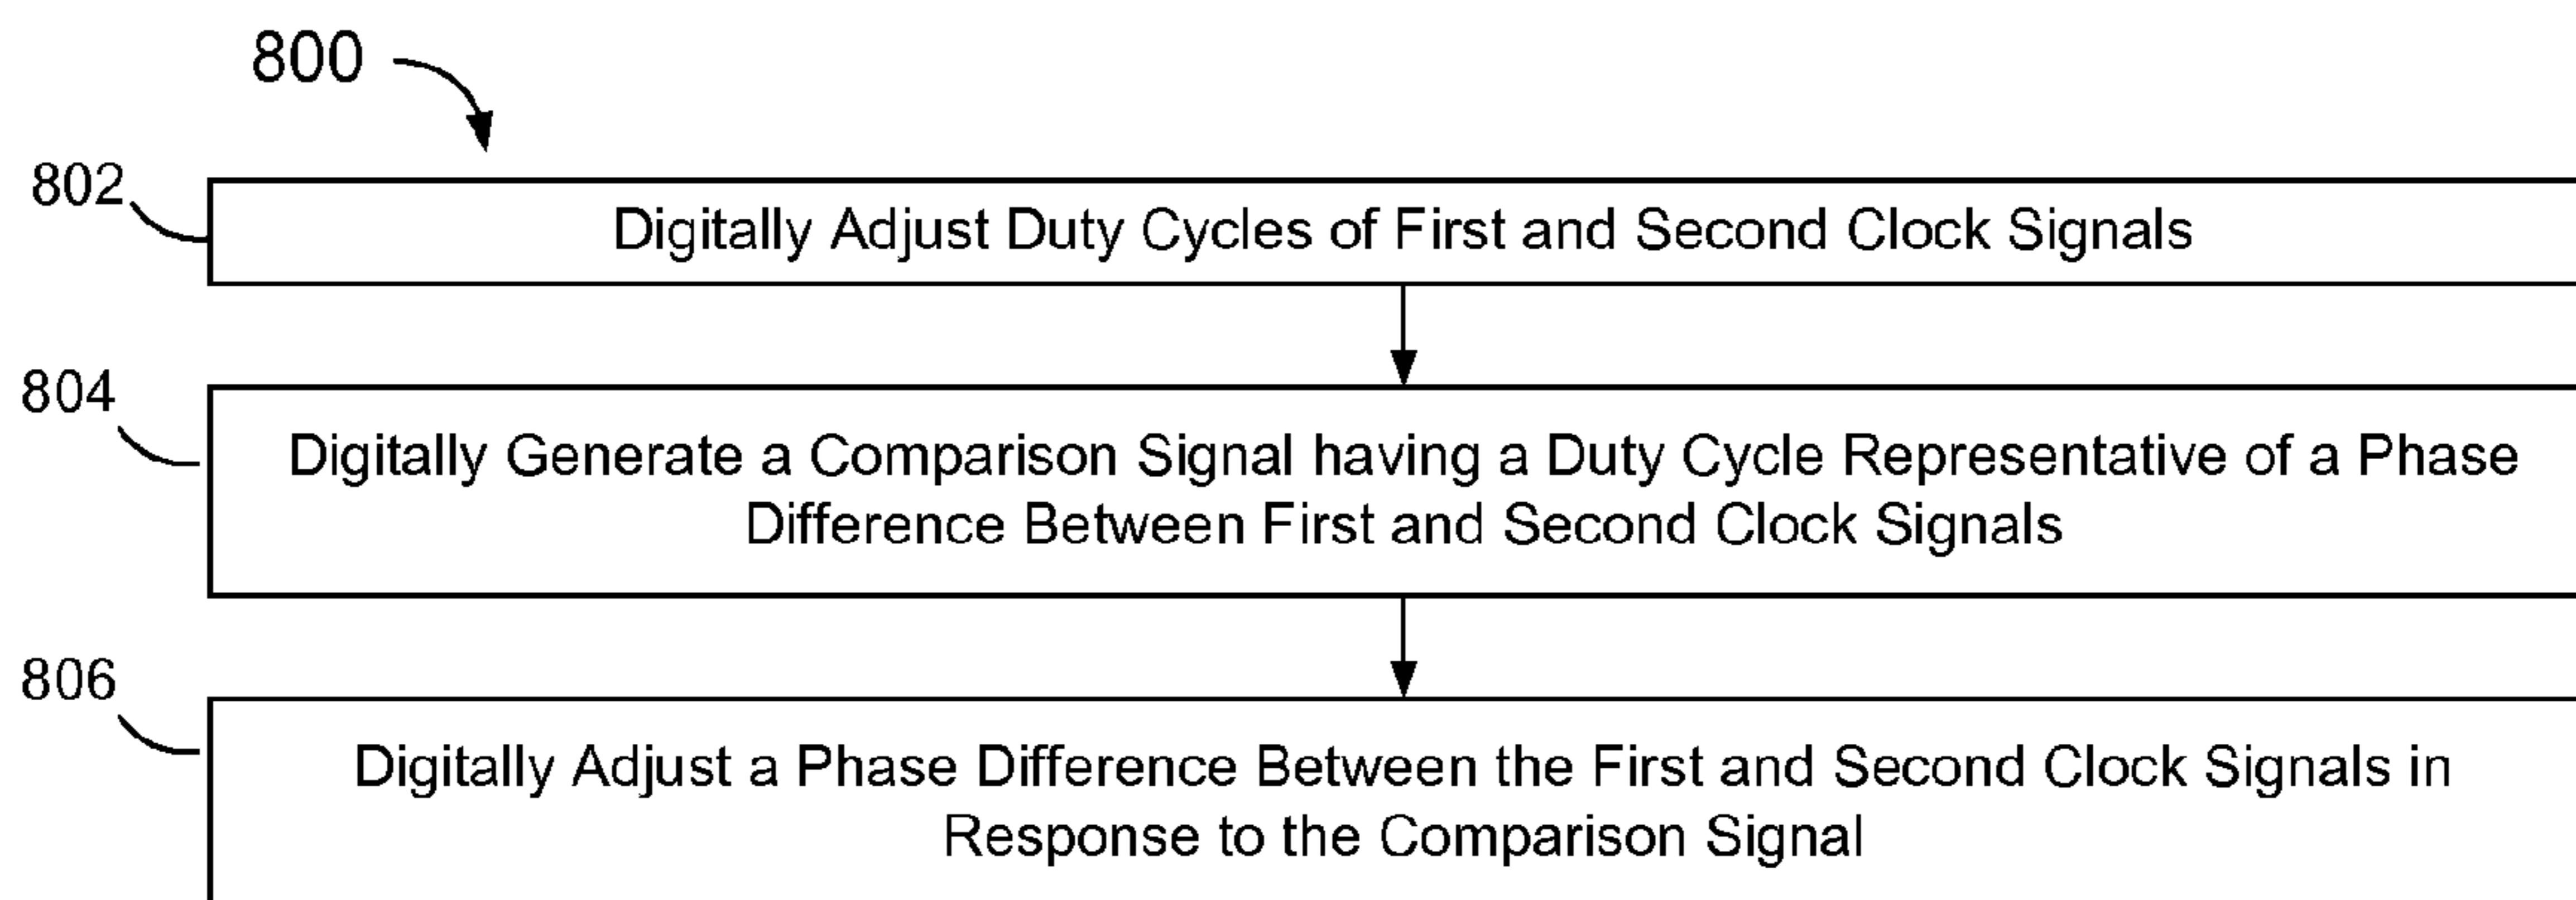 800
802
Digitally Adjust Duty Cycles of First and Second Clock Signals
804
Digitally Generate a Comparison Signal having a Duty Cycle Representative of a Phase
Difference Between First and Second Clock Signals
806
Digitally Adjust a Phase Difference Between the First and Second Clock Signals in
Response to the Comparison Signal